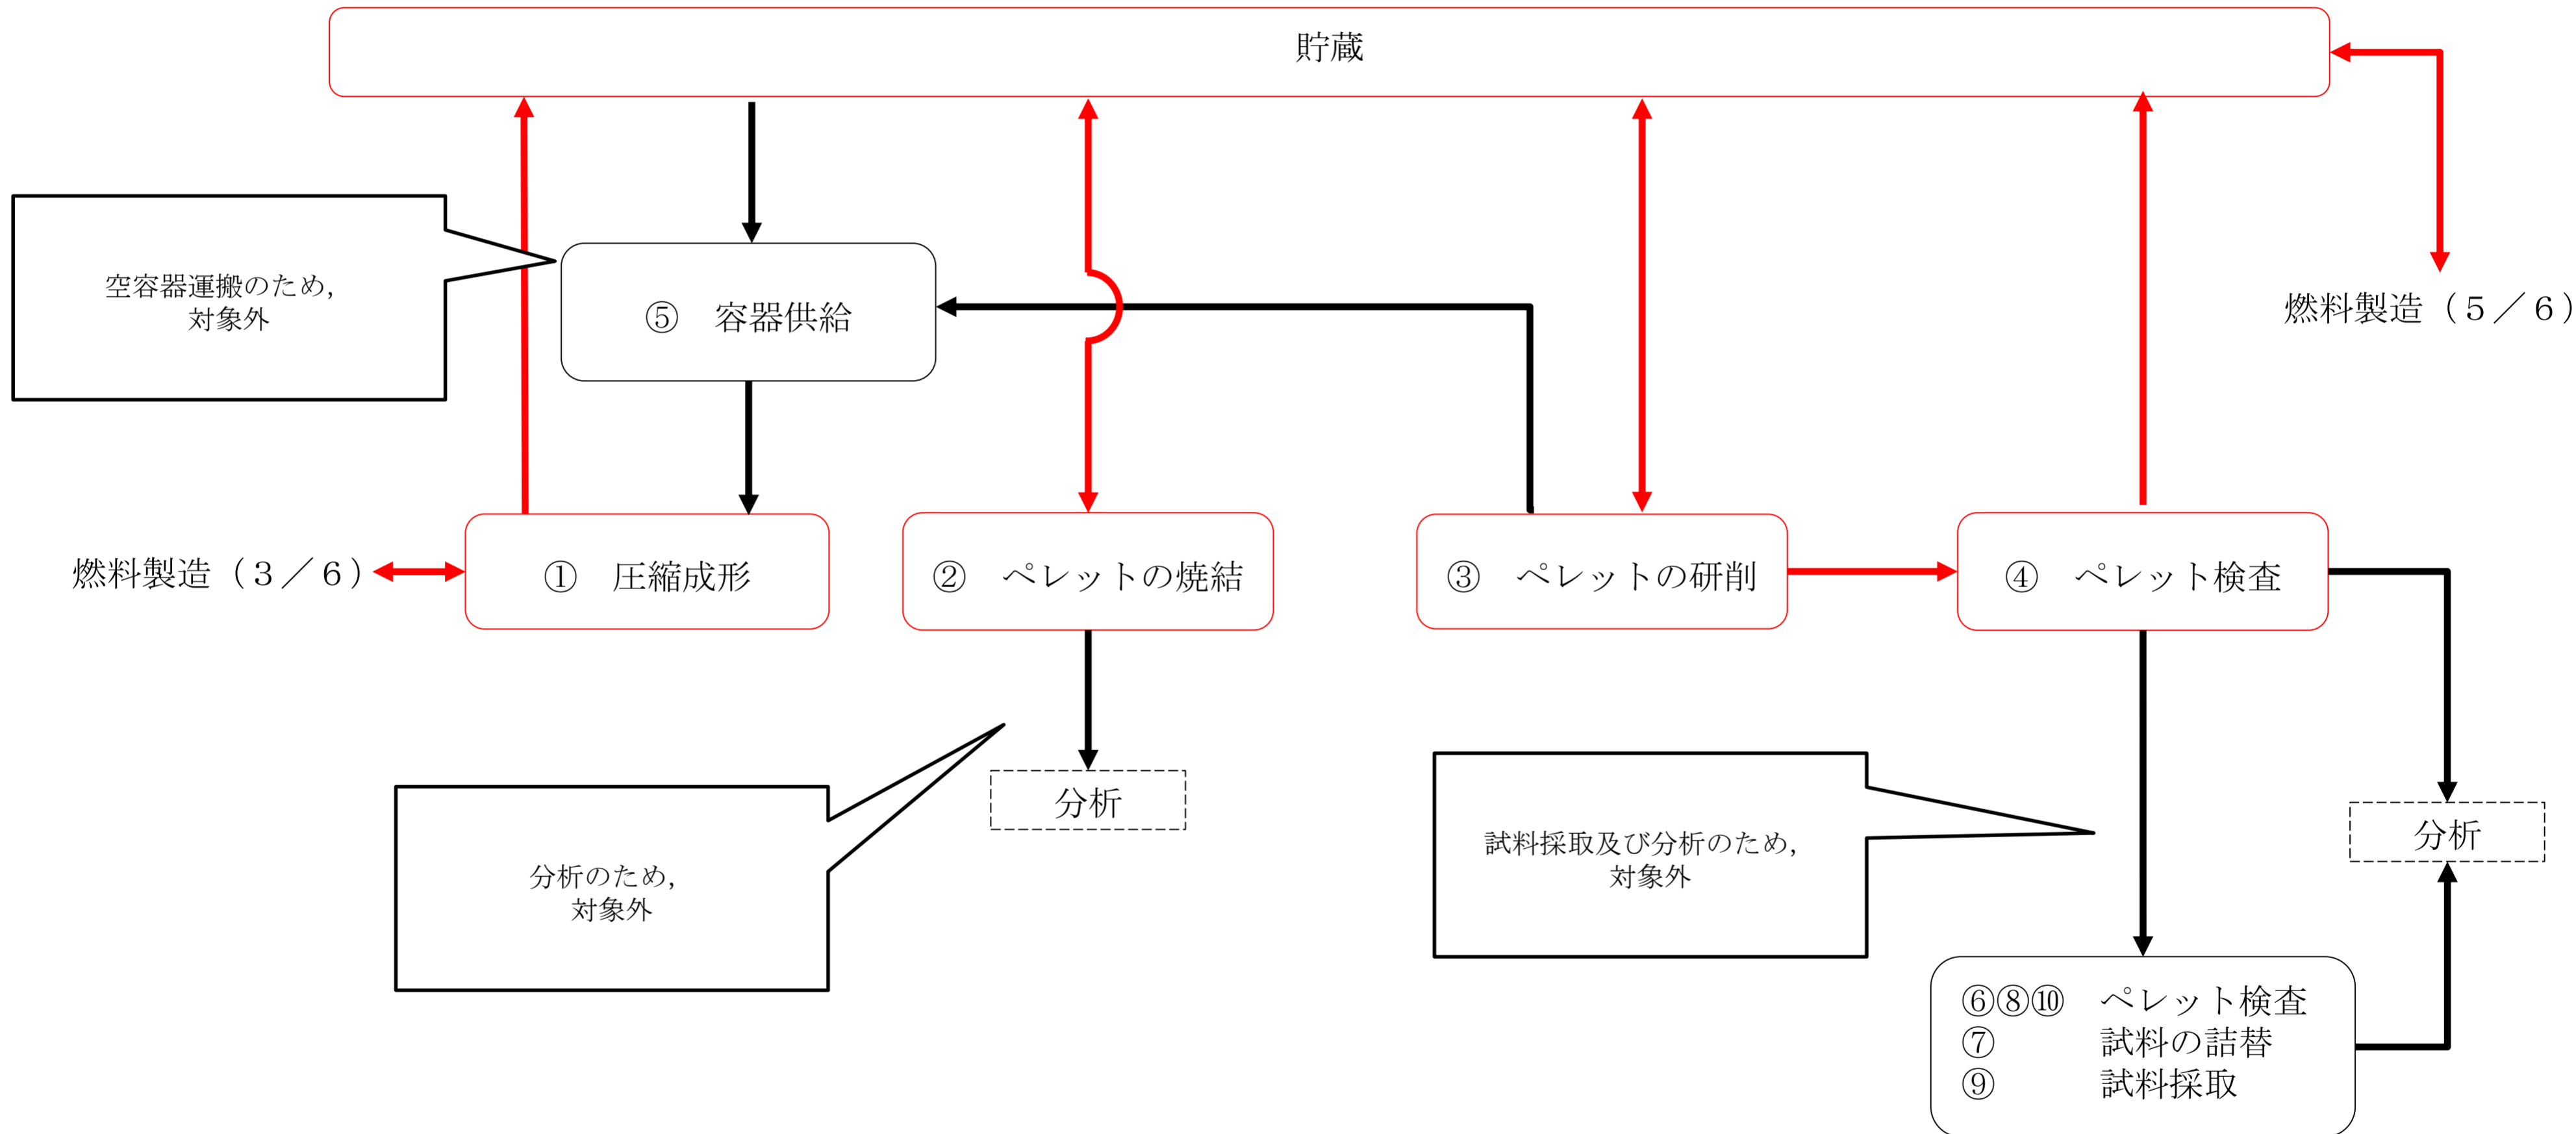 貯蔵
空容器運搬のため，
対象外
⑤　容器供給
燃料製造（５／６）
燃料製造（３／６）
①　圧縮成形
②　ペレットの焼結
③　ペレットの研削
④　ペレット検査
分析
分析のため，
対象外
試料採取及び分析のため，
対象外
分析
⑥⑧⑩　ペレット検査
⑦　　　試料の詰替
⑨　　　試料採取